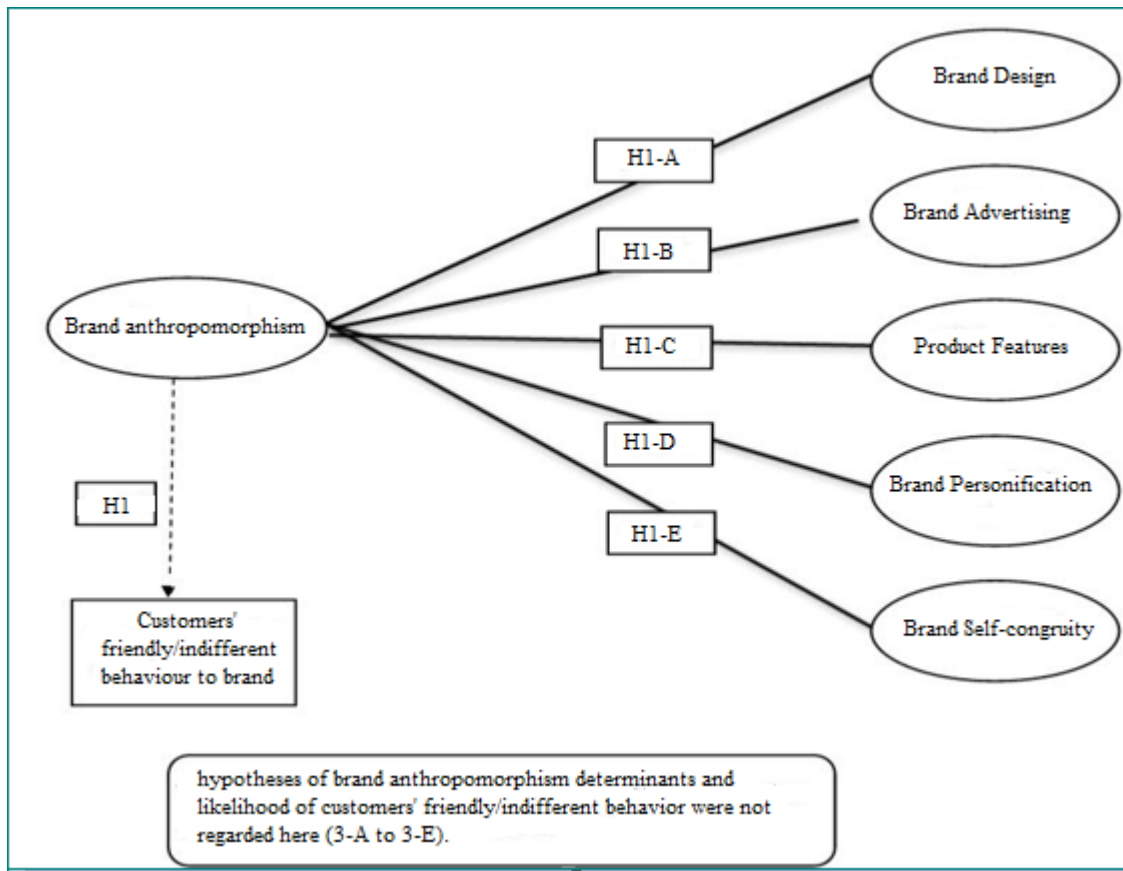 Brand Design
H1-A
Brand Advertising
H1-B
Brand anthropomorphism
H1-C
Product Features
H1-D
Brand Personification
H1
H1-E
Customers'
friendly/indifferent
behaviour to brand
Brand Self-congruity
hypotheses of brand anthropomorphism determinants and
likelihood of customers' friendly/indifferent behavior were not
regarded here (3-A to 3-E).